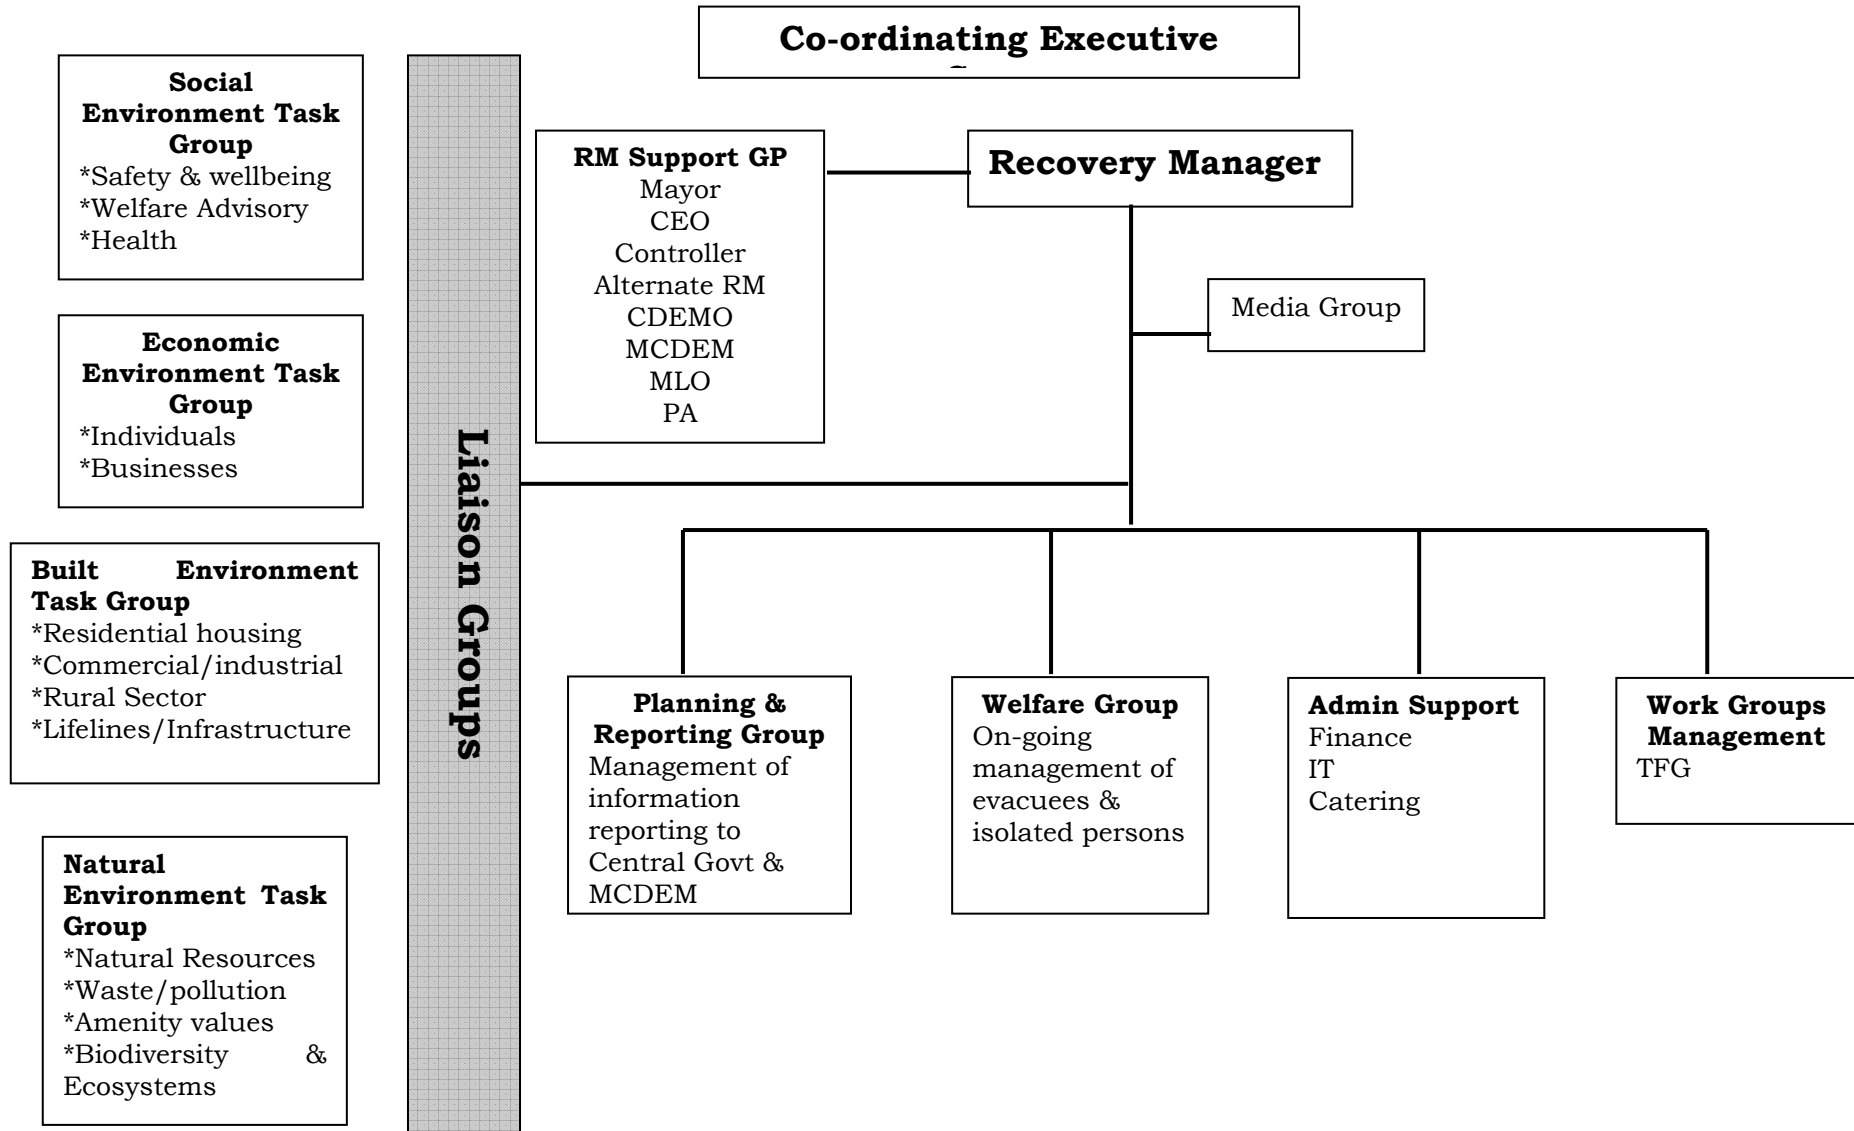 Co-ordinating Executive
Social
Environment Task
Group
*Safety & wellbeing
*Welfare Advisory
*Health
Economic
Environment Task
Group
*Individuals
*Businesses
Built Environment
Task Group
*Residential housing
*Commercial/industrial
*Rural Sector
*Lifelines/Infrastructure
Natural
Environment Task
Group
*Natural Resources
*Waste/pollution
*Amenity values
*Biodiversity &
Ecosystems
Liaison Groups
RM Support GP
Mayor
CEO
Controller
Alternate RM
CDEMO
MCDEM
MLO
PA
Recovery Manager
Media Group
Planning &
Reporting Group
Management of
information
reporting to
Central Govt &
MCDEM
Welfare Group
On-going
management of
evacuees &
isolated persons
Admin Support
Finance
IT
Catering
Work Groups
Management
TFG